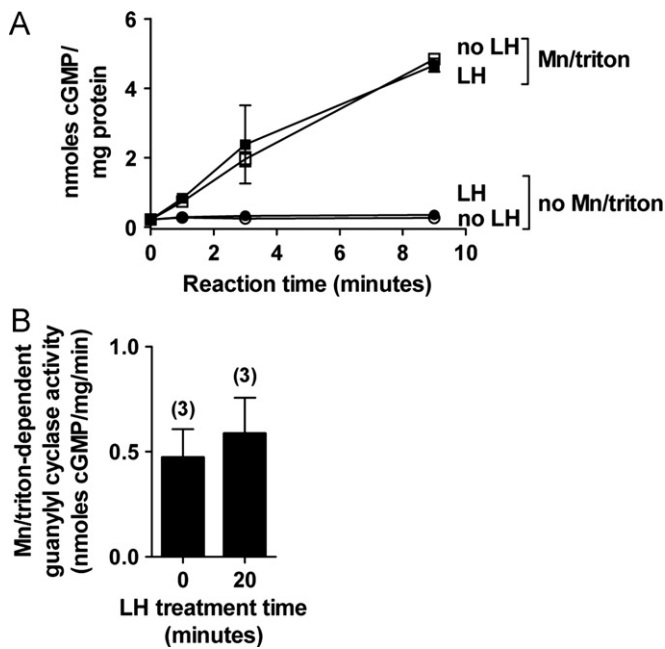 A
6
4
2
0
nmoles cGMP/
mg protein
no LH
LH
Mn/triton
LH
no LH
no Mn/triton
0 2 4 6 8 10
Reaction time (minutes)
B
Mn/triton-dependent
guanylyl cyclase activity
(nmoles cGMP/mg/min)
1.0
0.5
0.0
(3)
(3)
0 20
LH treatment time
(minutes)